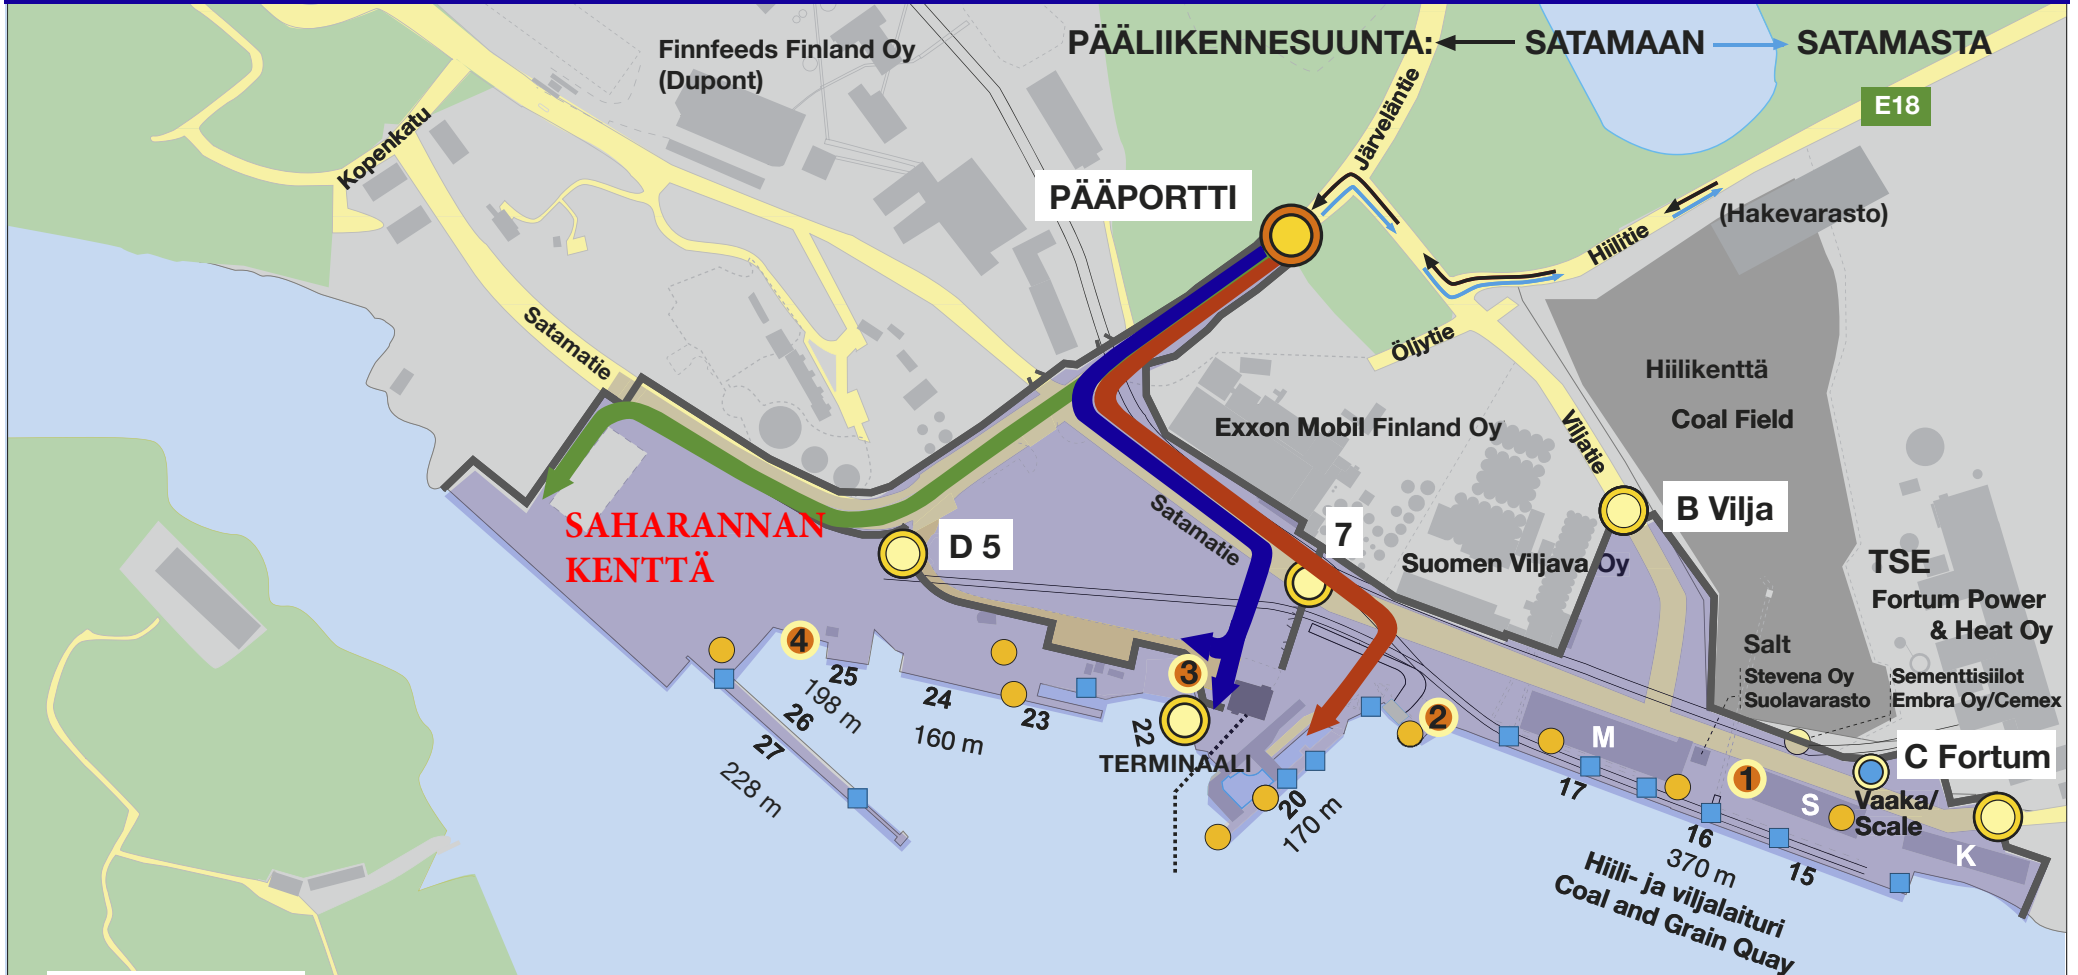 PÄÄLIIKENNESUUNTA: SATAMAAN SATAMASTA
Finnfeeds Finland Oy
(Dupont)
E18
Kopenkatu
Järveläntie
PÄÄPORTTI
(Hakevarasto)
Hiilitie
Satamatie
Öljytie
Hiilikenttä
Coal Field
Exxon Mobil Finland Oy
Viljatie
B Vilja
SAHARANNAN
KENTTÄ
D 5
Satamatie
7
Suomen Viljava Oy
TSE
Fortum Power
& Heat Oy
Salt
Stevena Oy
Suolavarasto
Sementtisiilot
Embra Oy/Cemex
4
25
198 m
26
27
228 m
24
160 m
23
3
22
TERMINAALI
20
170 m
2
M
17
1
S
C Fortum
Vaaka/
Scale
K
16
370 m
15
Hiili- ja viljalaituri
Coal and Grain Quay